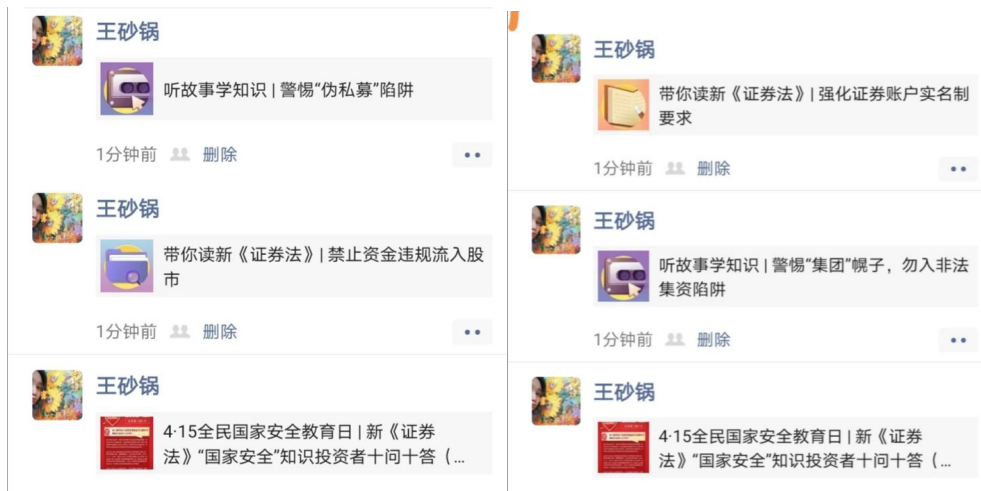 王砂锅
听故事学知识 | 警惕“伪私募”陷阱
1分钟前
删除
王砂锅
带你读新《证券法》| 禁止资金违规流入股
市
1分钟前
删除
王砂锅
4·15全民国家安全教育日 | 新《证券
法》“国家安全”知识投资者十问十答（...
王砂锅
带你读新《证券法》| 强化证券账户实名制
要求
1分钟前
删除
王砂锅
听故事学知识 | 警惕“集团”幌子，勿入非法
集资陷阱
1分钟前
删除
王砂锅
4·15全民国家安全教育日 | 新《证券
法》“国家安全”知识投资者十问十答（...